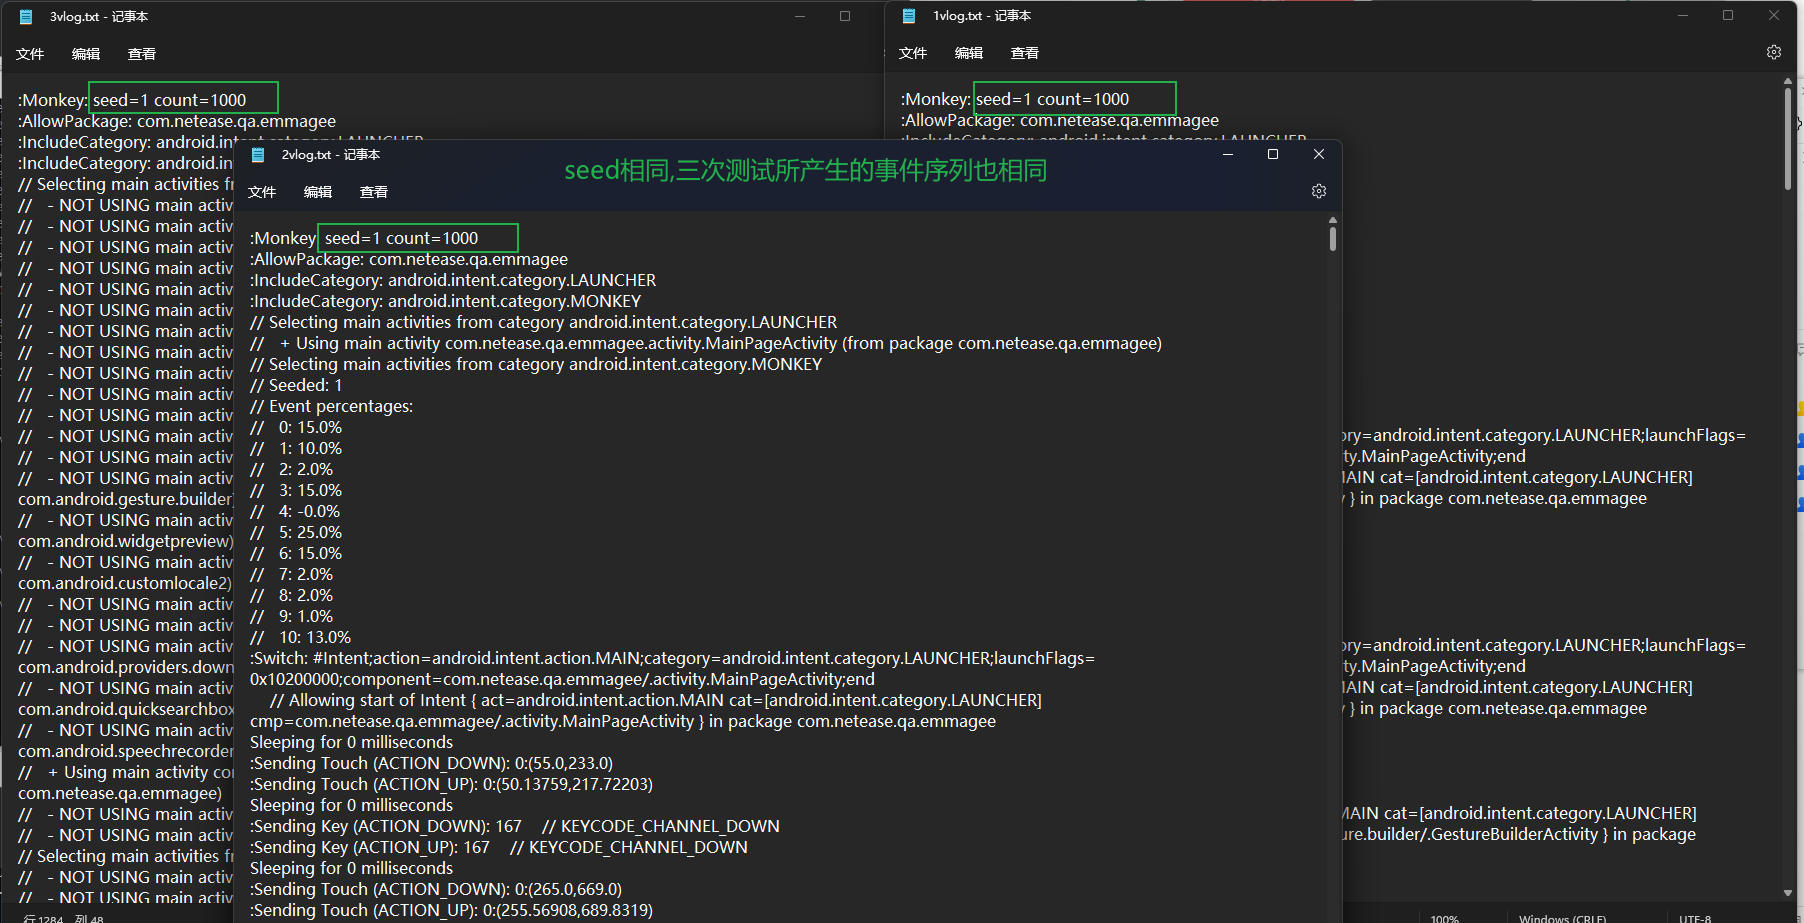 3vlog.txt - 记事本
文件 编辑 查看
:Monkey: seed=1 count=1000
:AllowPackage: com.netease.qa.emmagee
:IncludeCategory: android.intent.category.LAUNCHER
:IncludeCategory: android.in
// Selecting main activities f
// - NOT USING main activ
// - NOT USING main activ
// - NOT USING main activ
// - NOT USING main activ
// - NOT USING main activ
// - NOT USING main activ
// - NOT USING main activ
// - NOT USING main activ
// - NOT USING main activ
// - NOT USING main activ
// - NOT USING main activ
// - NOT USING main activ
// - NOT USING main activ
// - NOT USING main activ
com.android.gesture.builder)
// - NOT USING main activ
com.android.widgetpreview)
// - NOT USING main activ
com.android.customlocale2)
// - NOT USING main activ
// - NOT USING main activ
// - NOT USING main activ
com.android.providers.down
// - NOT USING main activ
com.android.quicksearchbox
// - NOT USING main activ
com.android.speechrecorder
// + Using main activity co
com.netease.qa.emmagee)
// - NOT USING main activ
// - NOT USING main activ
// Selecting main activities f
// - NOT USING main activ
// - NOT USING main activ
行 1284, 列 48
1vlog.txt - 记事本
文件 编辑 查看
:Monkey: seed=1 count=1000
:AllowPackage: com.netease.qa.emmagee
:IncludeCategory: android.intent.category.LAUNCHER
ory=android.intent.category.LAUNCHER;launchFlags=
ty.MainPageActivity;end
MAIN cat=[android.intent.category.LAUNCHER]
} in package com.netease.qa.emmagee
ory=android.intent.category.LAUNCHER;launchFlags=
ty.MainPageActivity;end
MAIN cat=[android.intent.category.LAUNCHER]
} in package com.netease.qa.emmagee
MAIN cat=[android.intent.category.LAUNCHER]
ure.builder/.GestureBuilderActivity } in package
100% Windows (CRLF) UTF-8
2vlog.txt - 记事本
seed相同,三次测试所产生的事件序列也相同
文件 编辑 查看
:Monkey seed=1 count=1000
:AllowPackage: com.netease.qa.emmagee
:IncludeCategory: android.intent.category.LAUNCHER
:IncludeCategory: android.intent.category.MONKEY
// Selecting main activities from category android.intent.category.LAUNCHER
// + Using main activity com.netease.qa.emmagee.activity.MainPageActivity (from package com.netease.qa.emmagee)
// Selecting main activities from category android.intent.category.MONKEY
// Seeded: 1
// Event percentages:
// 0: 15.0%
// 1: 10.0%
// 2: 2.0%
// 3: 15.0%
// 4: -0.0%
// 5: 25.0%
// 6: 15.0%
// 7: 2.0%
// 8: 2.0%
// 9: 1.0%
// 10: 13.0%
:Switch: #Intent;action=android.intent.action.MAIN;category=android.intent.category.LAUNCHER;launchFlags=
0x10200000;component=com.netease.qa.emmagee/.activity.MainPageActivity;end
// Allowing start of Intent { act=android.intent.action.MAIN cat=[android.intent.category.LAUNCHER]
cmp=com.netease.qa.emmagee/.activity.MainPageActivity } in package com.netease.qa.emmagee
Sleeping for 0 milliseconds
:Sending Touch (ACTION_DOWN): 0:(55.0,233.0)
:Sending Touch (ACTION_UP): 0:(50.13759,217.72203)
Sleeping for 0 milliseconds
:Sending Key (ACTION_DOWN): 167 // KEYCODE_CHANNEL_DOWN
:Sending Key (ACTION_UP): 167 // KEYCODE_CHANNEL_DOWN
Sleeping for 0 milliseconds
:Sending Touch (ACTION_DOWN): 0:(265.0,669.0)
:Sending Touch (ACTION_UP): 0:(255.56908,689.8319)